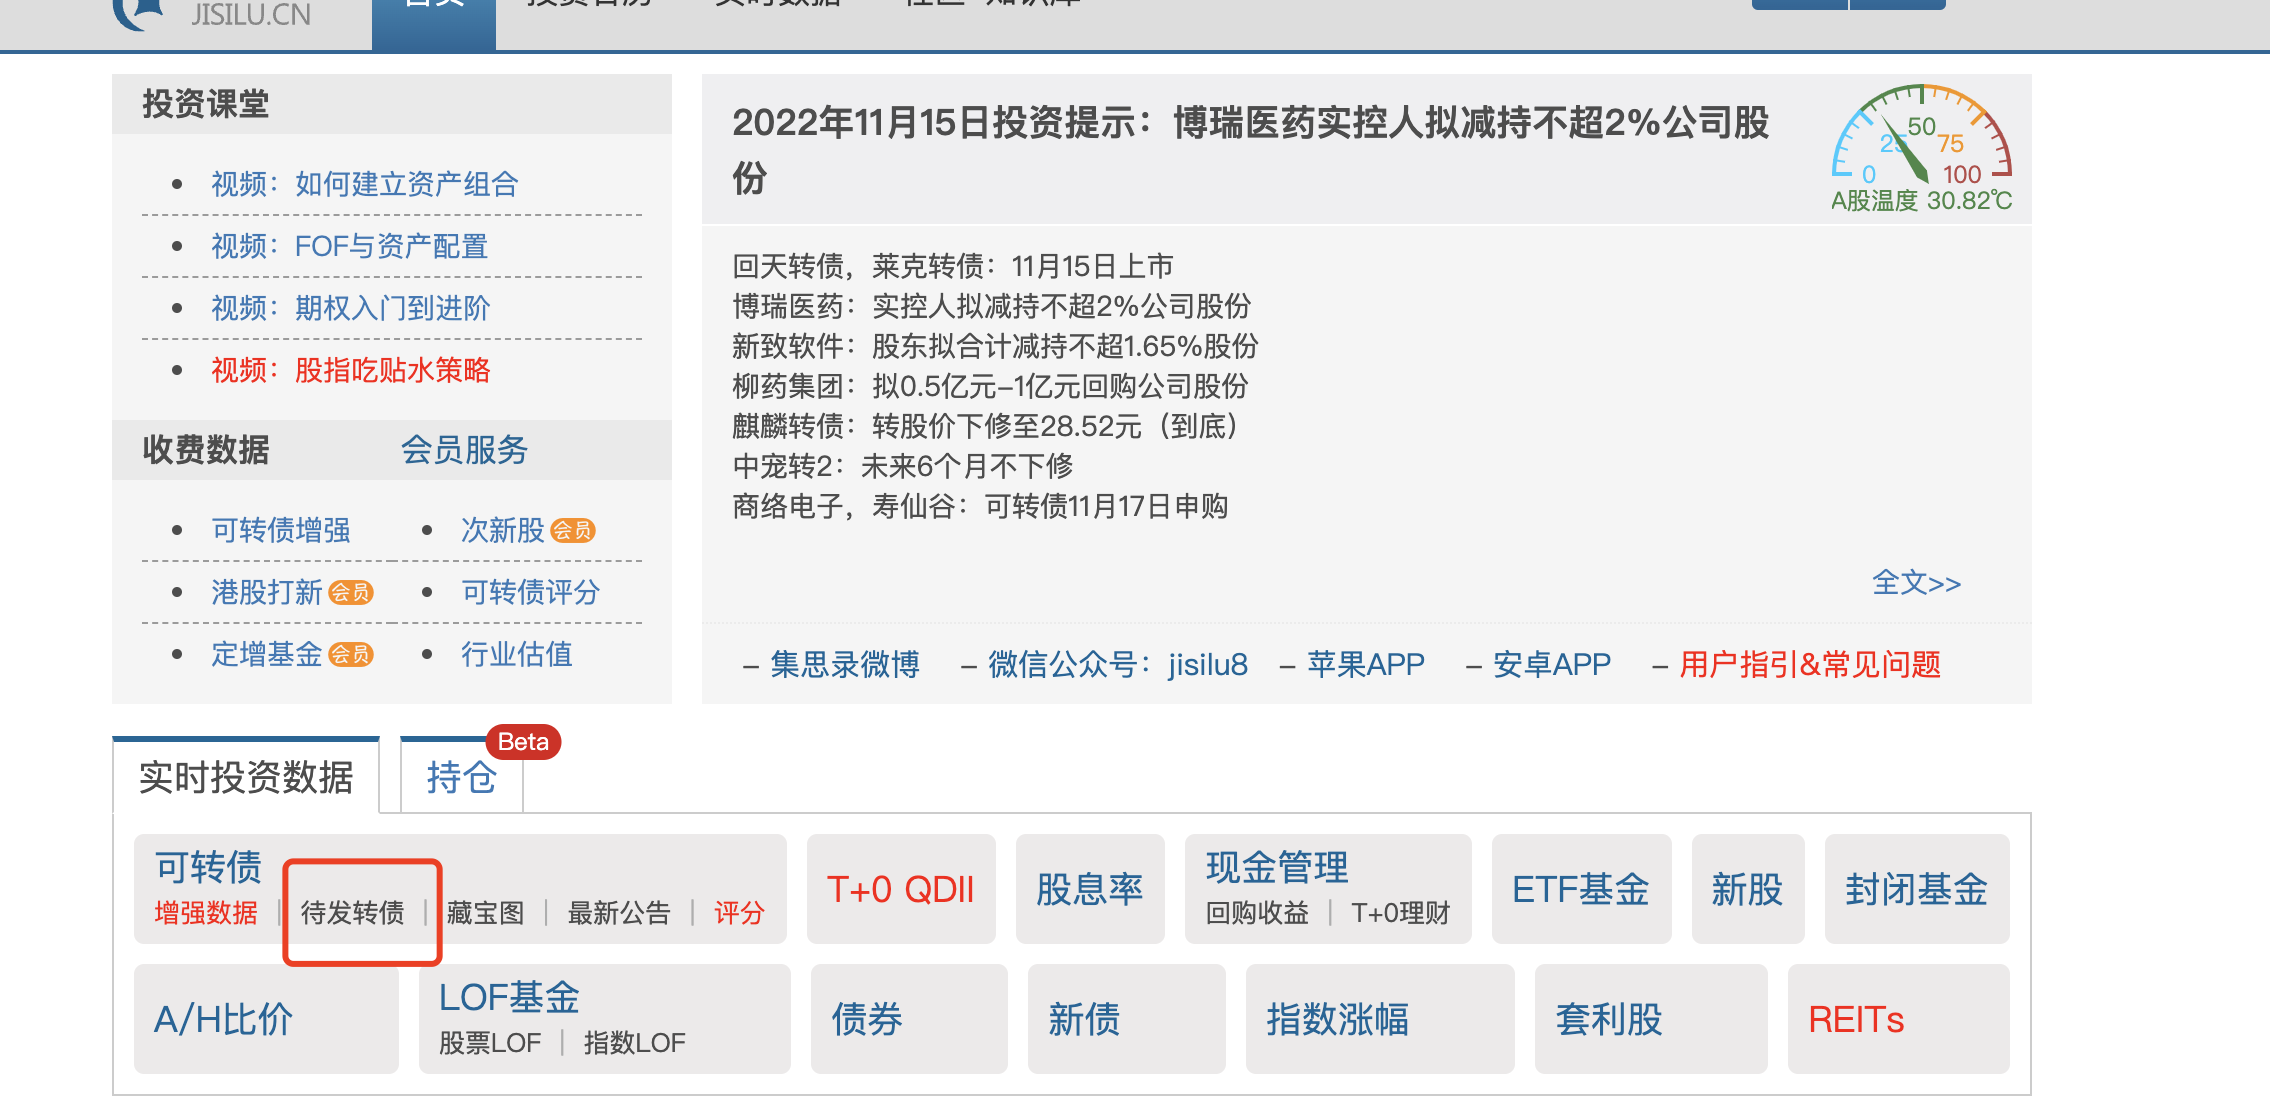 JISILU.CN
首页 投资百房 实时数据 社区 知识库
投资课堂
视频：如何建立资产组合
视频：FOF与资产配置
视频：期权入门到进阶
视频：股指吃贴水策略
收费数据 会员服务
可转债增强 次新股 会员
港股打新 会员 可转债评分
定增基金 会员 行业估值
2022年11月15日投资提示：博瑞医药实控人拟减持不超2%公司股
份
0 25 50 75 100
A股温度 30.82℃
回天转债，莱克转债：11月15日上市
博瑞医药：实控人拟减持不超2%公司股份
新致软件：股东拟合计减持不超1.65%股份
柳药集团：拟0.5亿元–1亿元回购公司股份
麒麟转债：转股价下修至28.52元（到底）
中宠转2：未来6个月不下修
商络电子，寿仙谷：可转债11月17日申购
全文>>
– 集思录微博 – 微信公众号：jisilu8 – 苹果APP – 安卓APP – 用户指引&常见问题
实时投资数据 持仓 Beta
可转债
增强数据 | 待发转债 | 藏宝图 | 最新公告 | 评分
T+0 QDII
股息率
现金管理
回购收益 | T+0理财
ETF基金
新股
封闭基金
A/H比价
LOF基金
股票LOF | 指数LOF
债券
新债
指数涨幅
套利股
REITs